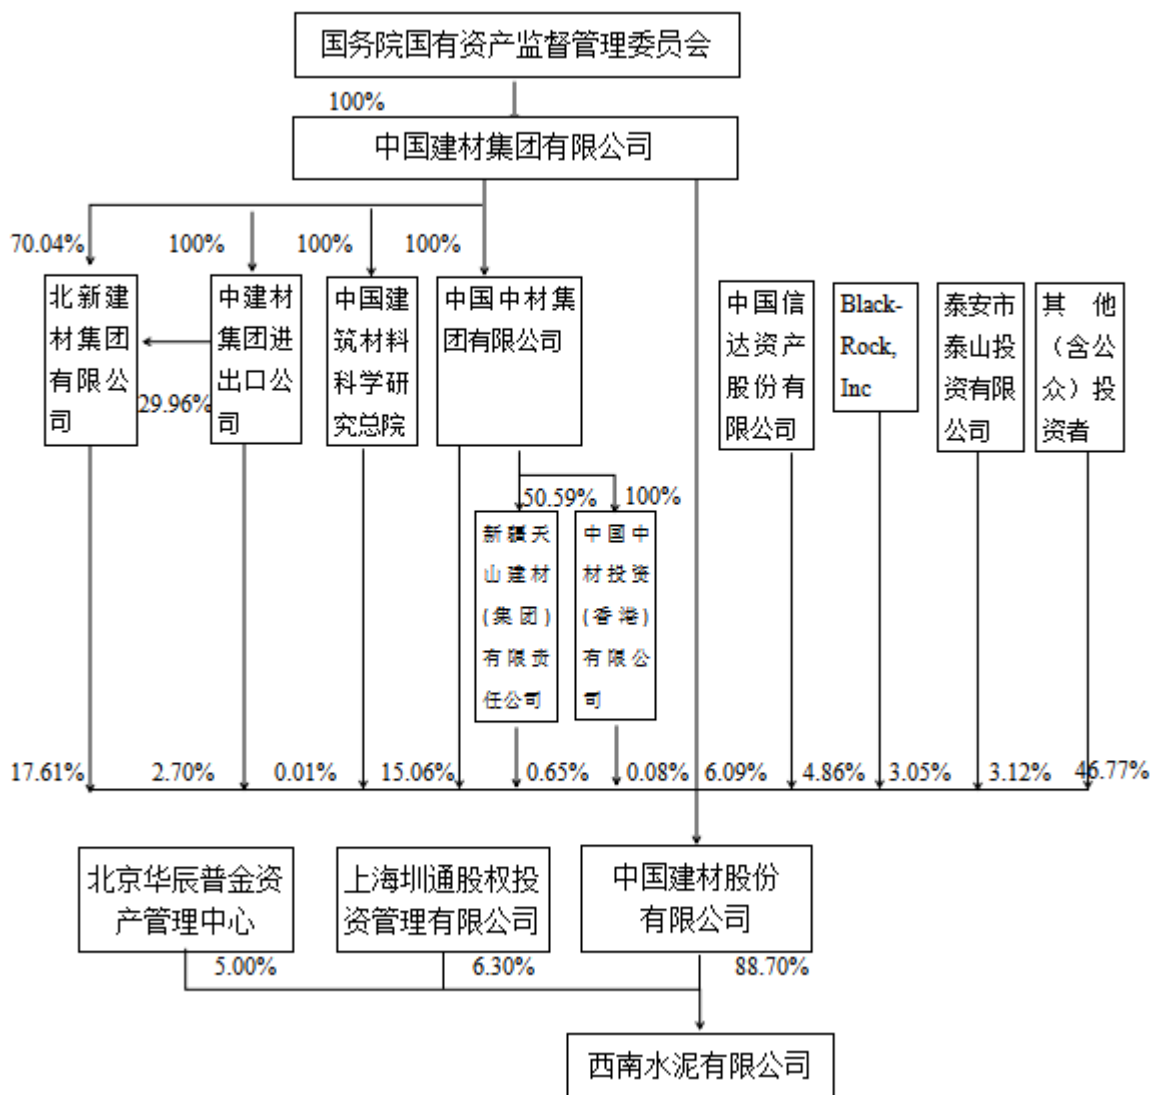 国务院国有资产监督管理委员会
100%
中国建材集团有限公司
70.04%
100%
100%
100%
北新建
材集团
有限公
司
中建材
集团进
出口公
司
29.96%
中国建
筑材料
科学研
究总院
中国中材集
团有限公司
中国信
达资产
股份有
限公司
Black-
Rock,
Inc
泰安市
泰山投
资有限
公司
其他
（含公
众）投
资者
50.59%
100%
新疆天
山建材
(集团)
有限责
任公司
中国中
材投资
(香港)
有限公
司
17.61%
2.70%
0.01%
15.06%
0.65%
0.08%
6.09%
4.86%
3.05%
3.12%
46.77%
北京华辰普金资
产管理中心
上海圳通股权投
资管理有限公司
中国建材股份
有限公司
5.00%
6.30%
88.70%
西南水泥有限公司